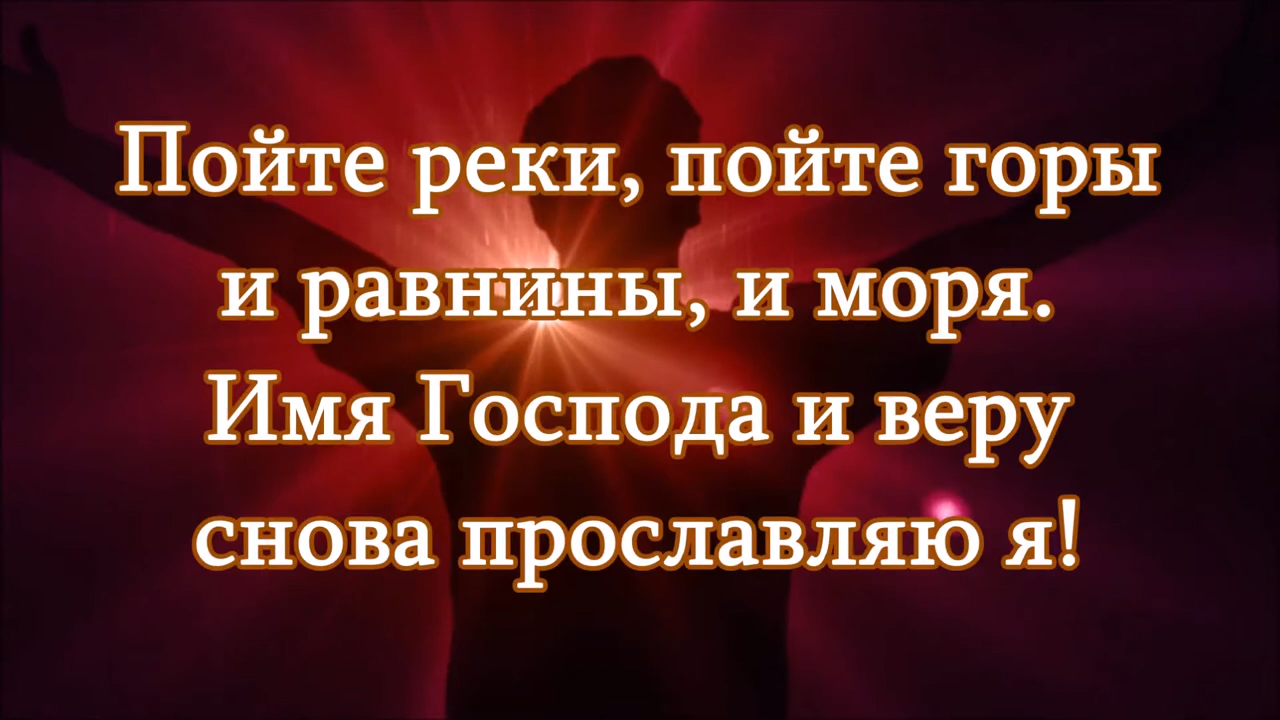 Пойте реки, пойте горы
и равнины, и моря.
Имя Господа и веру
снова прославляю я!